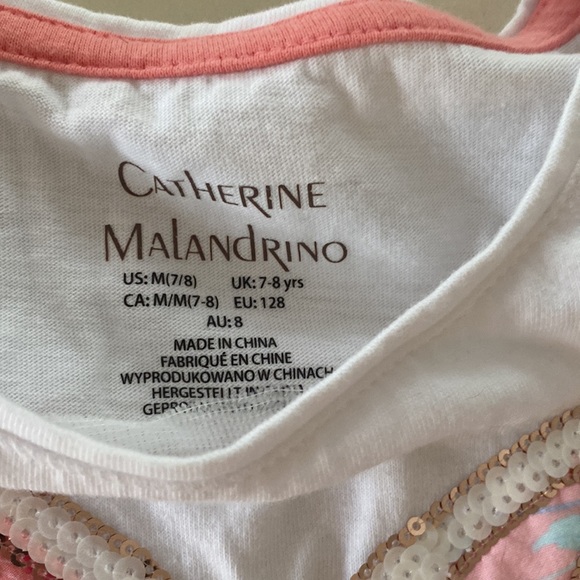 CATHERINE
MALANDRINO
US: M(7/8) UK: 7-8 yrs
CA: M/M(7-8) EU: 128
AU: 8
MADE IN CHINA
FABRIQUÉ EN CHINE
WYPRODUKOWANO W CHINACH